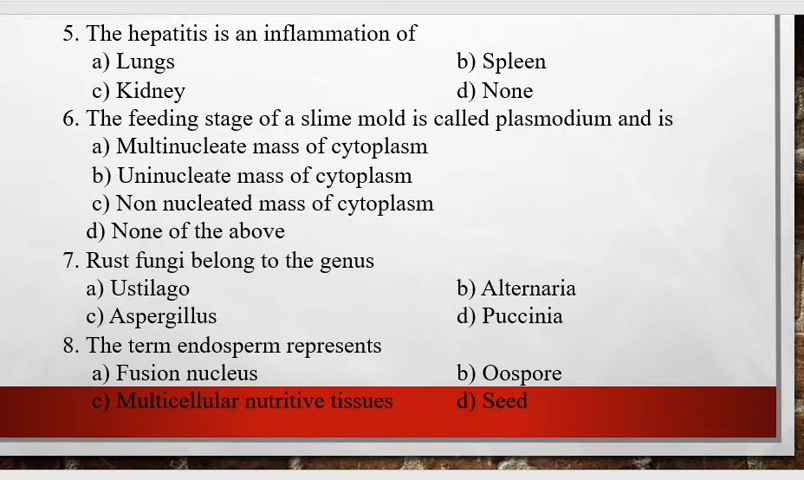 5. The hepatitis is an inflammation of
a) Lungs b) Spleen
c) Kidney d) None
6. The feeding stage of a slime mold is called plasmodium and is
a) Multinucleate mass of cytoplasm
b) Uninucleate mass of cytoplasm
c) Non nucleated mass of cytoplasm
d) None of the above
7. Rust fungi belong to the genus
a) Ustilago b) Alternaria
c) Aspergillus d) Puccinia
8. The term endosperm represents
a) Fusion nucleus b) Oospore
c) Multicellular nutritive tissues d) Seed